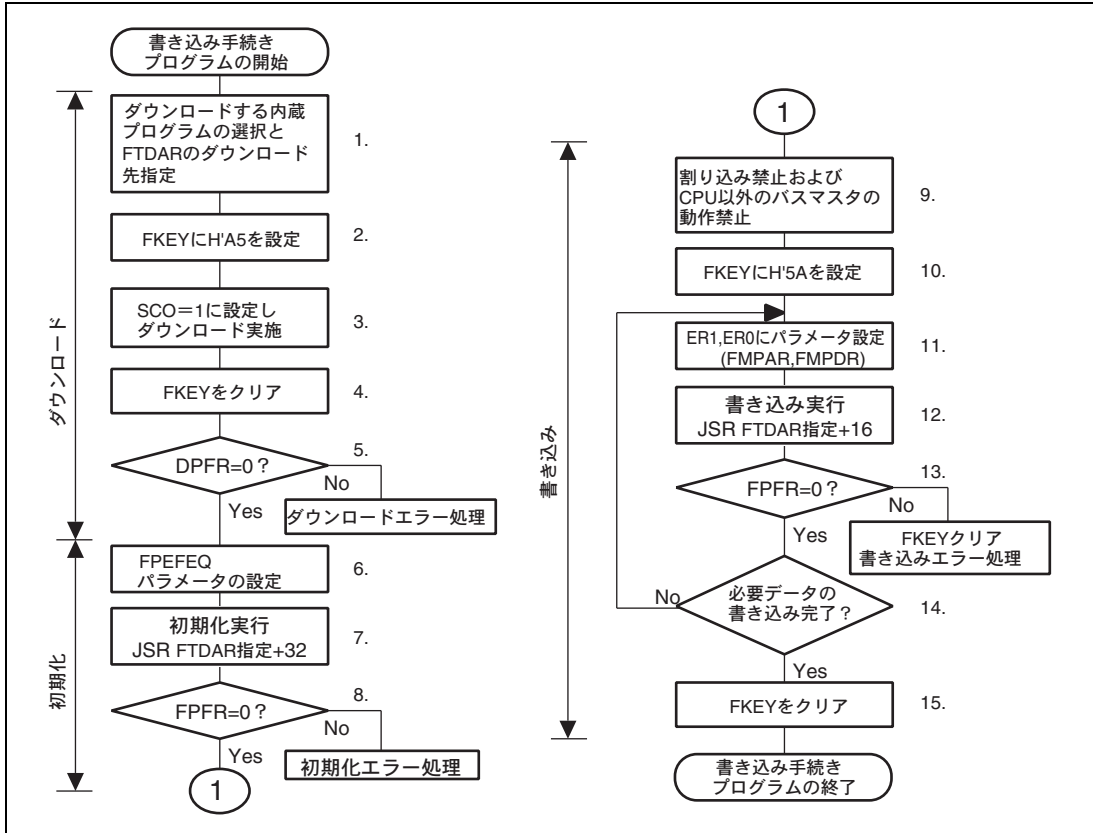 書き込み手続き
プログラムの開始
ダウンロード
ダウンロードする内蔵
プログラムの選択と
FTDARのダウンロード
先指定
1.
FKEYにH'A5を設定
2.
SCO＝1に設定し
ダウンロード実施
3.
FKEYをクリア
4.
DPFR=0？
5.
No
Yes
ダウンロードエラー処理
初期化
FPEFEQ
パラメータの設定
6.
初期化実行
JSR FTDAR指定+32
7.
FPFR=0？
8.
No
Yes
初期化エラー処理
1
1
書き込み
割り込み禁止および
CPU以外のバスマスタの
動作禁止
9.
FKEYにH'5Aを設定
10.
ER1,ER0にパラメータ設定
(FMPAR,FMPDR)
11.
書き込み実行
JSR FTDAR指定+16
12.
FPFR=0？
13.
No
Yes
FKEYクリア
書き込みエラー処理
必要データの
書き込み完了？
14.
No
Yes
FKEYをクリア
15.
書き込み手続き
プログラムの終了